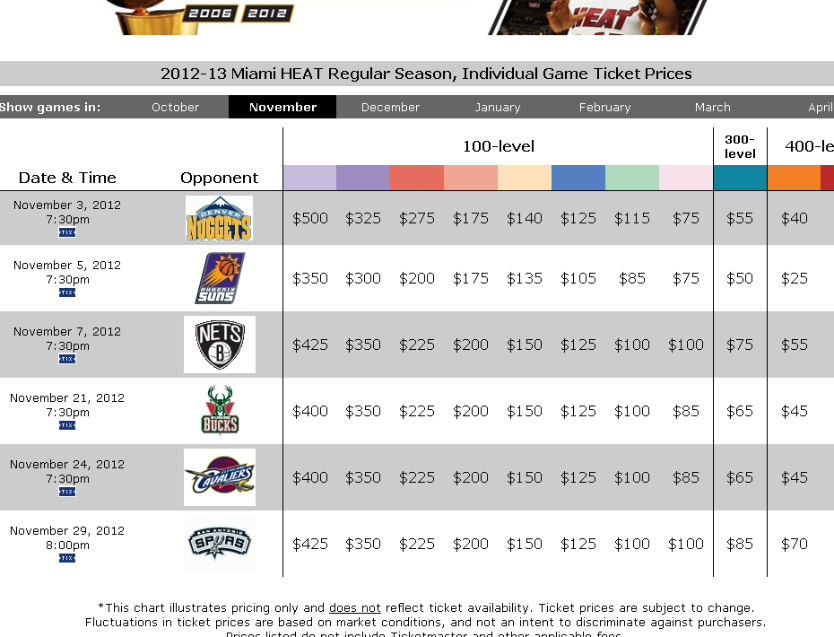 2006 2012
HEAT
2012-13 Miami HEAT Regular Season, Individual Game Ticket Prices
Show games in: October November December January February March April
100-level 300-level 400-le
Date & Time Opponent
November 3, 2012 7:30pm TIX DENVER NUGGETS $500 $325 $275 $175 $140 $125 $115 $75 $55 $40
November 5, 2012 7:30pm TIX PHOENIX SUNS $350 $300 $200 $175 $135 $105 $85 $75 $50 $25
November 7, 2012 7:30pm TIX NETS B $425 $350 $225 $200 $150 $125 $100 $100 $75 $55
November 21, 2012 7:30pm TIX BUCKS $400 $350 $225 $200 $150 $125 $100 $85 $65 $45
November 24, 2012 7:30pm TIX CAVALIERS $400 $350 $225 $200 $150 $125 $100 $85 $65 $45
November 29, 2012 8:00pm TIX SAN ANTONIO SPURS $425 $350 $225 $200 $150 $125 $100 $100 $85 $70
*This chart illustrates pricing only and does not reflect ticket availability. Ticket prices are subject to change.
Fluctuations in ticket prices are based on market conditions, and not an intent to discriminate against purchasers.
Prices listed do not include Ticketmaster and other applicable fees